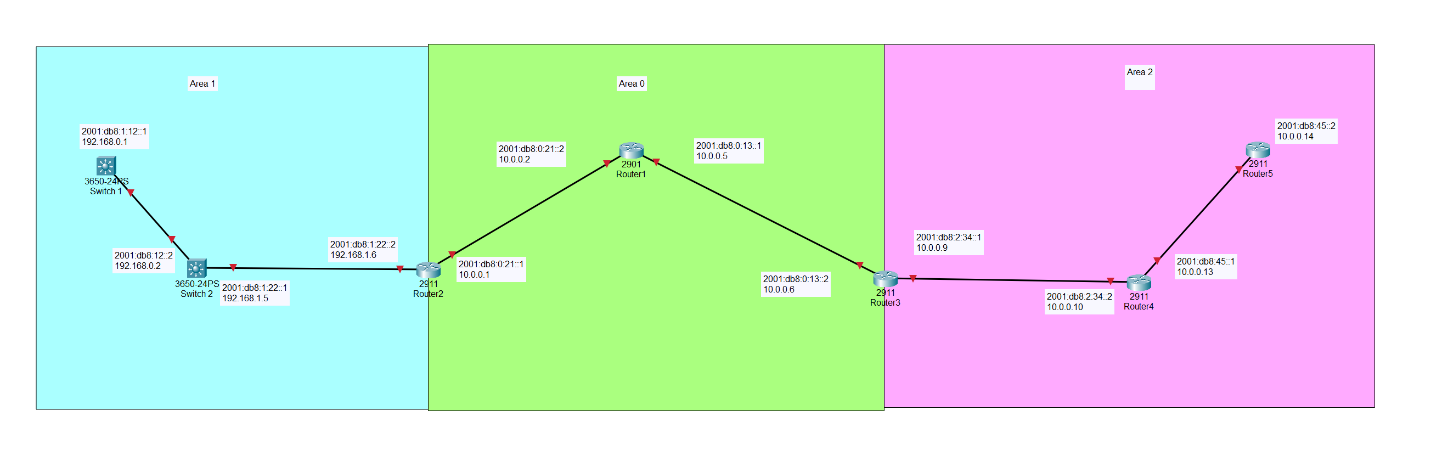 Area 1
Area 0
Area 2
2001:db8:1:12::1
192.168.0.1
3650-24PS
Switch 1
2001:db8:12::2
192.168.0.2
3650-24PS
Switch 2
2001:db8:1:22::1
192.168.1.5
2001:db8:1:22::2
192.168.1.6
2911
Router2
2001:db8:0:21::1
10.0.0.1
2001:db8:0:21::2
10.0.0.2
2901
Router1
2001:db8:0:13::1
10.0.0.5
2001:db8:0:13::2
10.0.0.6
2911
Router3
2001:db8:2:34::1
10.0.0.9
2001:db8:2:34::2
10.0.0.10
2911
Router4
2001:db8:45::1
10.0.0.13
2001:db8:45::2
10.0.0.14
2911
Router5